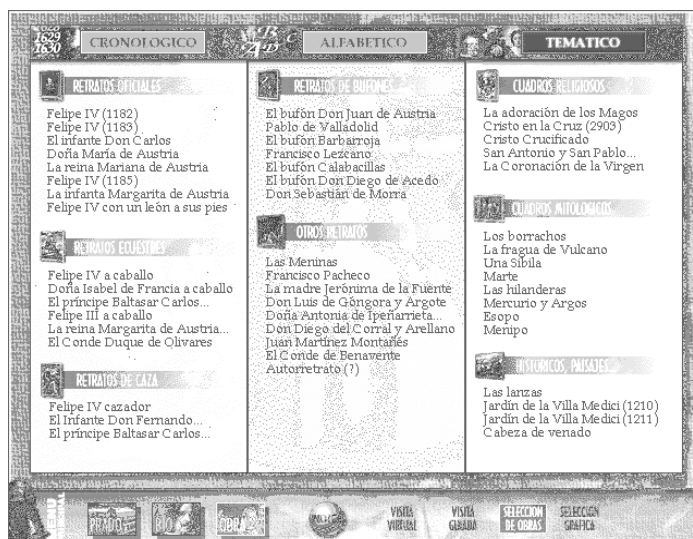 1629
1630
CRONOLOGICO
ALFABETICO
TEMATICO
RETRATOS OFICIALES
Felipe IV (1182)
Felipe IV (1183)
El infante Don Carlos
Doña María de Austria
La reina Mariana de Austria
Felipe IV (1185)
La infanta Margarita de Austria
Felipe IV con un león a sus pies
RETRATOS ECUESTRES
Felipe IV a caballo
Doña Isabel de Francia a caballo
El príncipe Baltasar Carlos...
Felipe III a caballo
La reina Margarita de Austria...
El Conde Duque de Olivares
RETRATOS DE CAZA
Felipe IV cazador
El Infante Don Fernando...
El príncipe Baltasar Carlos...
RETRATOS DE BUFONES
El bufón Don Juan de Austria
Pablo de Valladolid
El bufón Barbarroja
Francisco Lezcano
El bufón Calabacillas
El bufón Don Diego de Acedo
Don Sebastián de Morra
OTROS RETRATOS
Las Meninas
Francisco Pacheco
La madre Jerónima de la Fuente
Don Luis de Góngora y Argote
Doña Antonia de Ipeñarrieta...
Don Diego del Corral y Arellano
Juan Martínez Montañés
El Conde de Benavente
Autorretrato (?)
CUADROS RELIGIOSOS
La adoración de los Magos
Cristo en la Cruz (2903)
Cristo Crucificado
San Antonio y San Pablo...
La Coronación de la Virgen
CUADROS MITOLOGICOS
Los borrachos
La fragua de Vulcano
Una Sibila
Marte
Las hilanderas
Mercurio y Argos
Esopo
Menipo
HISTORICOS, PAISAJES...
Las lanzas
Jardín de la Villa Medici (1210)
Jardín de la Villa Medici (1211)
Cabeza de venado
MENU
PRADO
BIO
OBRA
VISITA
VIRTUAL
VISITA
GUIADA
SELECCION
DE OBRAS
SELECCION
GRAFICA